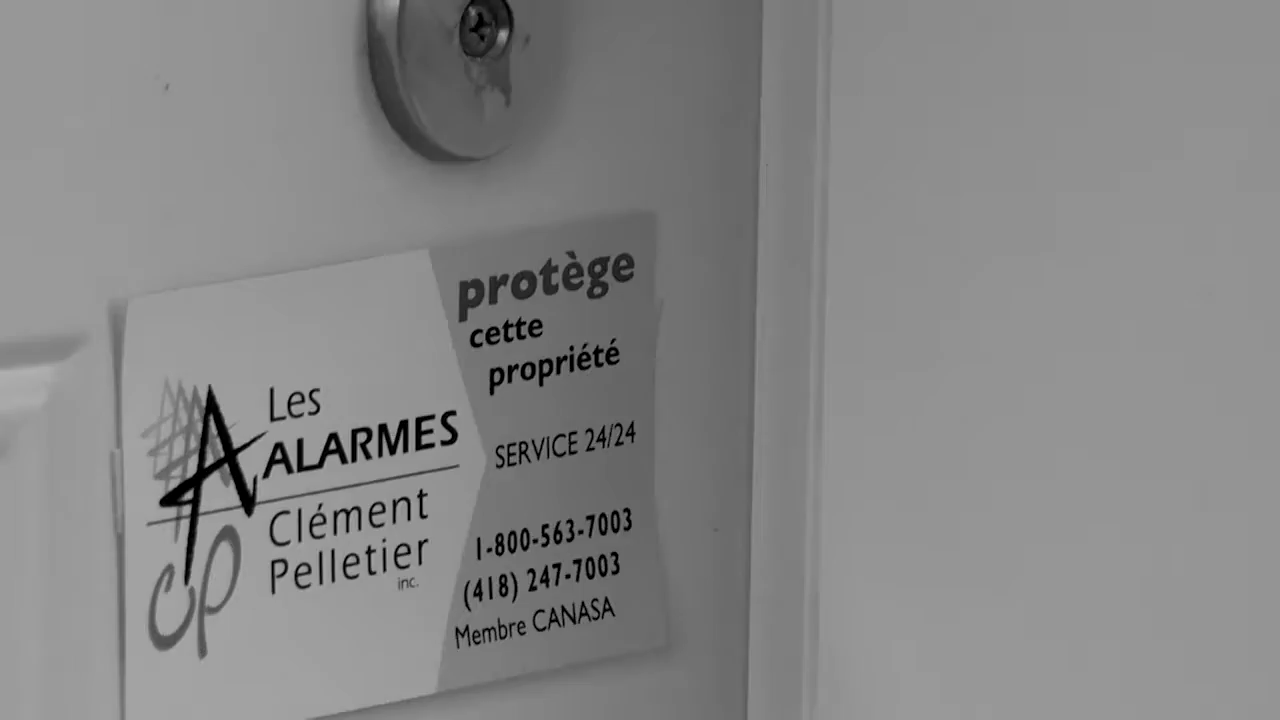 Les
ALARMES
Clément
Pelletier
inc.
CP
protège
cette
propriété
SERVICE 24/24
1-800-563-7003
(418) 247-7003
Membre CANASA